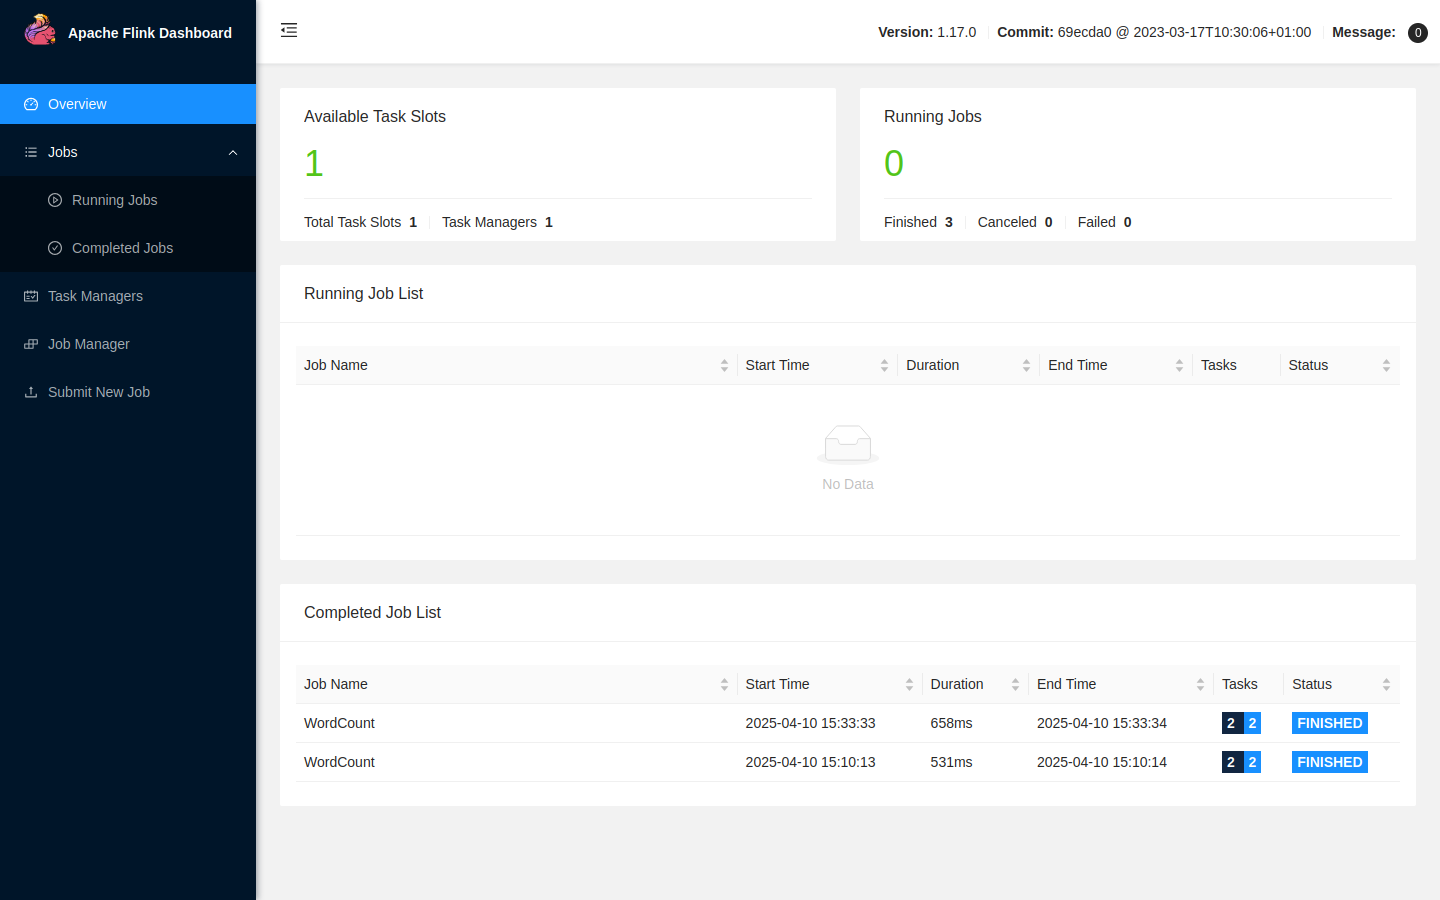 Apache Flink Dashboard
Version: 1.17.0 Commit: 69ecda0 @ 2023-03-17T10:30:06+01:00 Message: 0
Overview
Jobs
Running Jobs
Completed Jobs
Task Managers
Job Manager
Submit New Job
Available Task Slots
1
Total Task Slots 1 Task Managers 1
Running Jobs
0
Finished 3 Canceled 0 Failed 0
Running Job List
Job Name Start Time Duration End Time Tasks Status
No Data
Completed Job List
Job Name Start Time Duration End Time Tasks Status
WordCount 2025-04-10 15:33:33 658ms 2025-04-10 15:33:34 2 2 FINISHED
WordCount 2025-04-10 15:10:13 531ms 2025-04-10 15:10:14 2 2 FINISHED